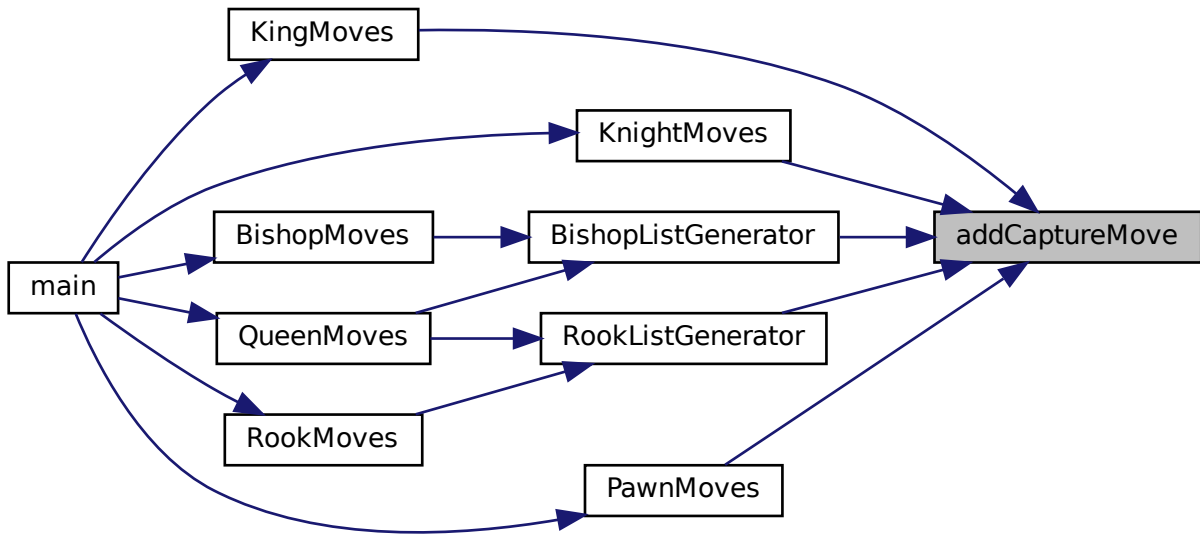 KingMoves
KnightMoves
BishopMoves
BishopListGenerator
addCaptureMove
main
QueenMoves
RookListGenerator
RookMoves
PawnMoves